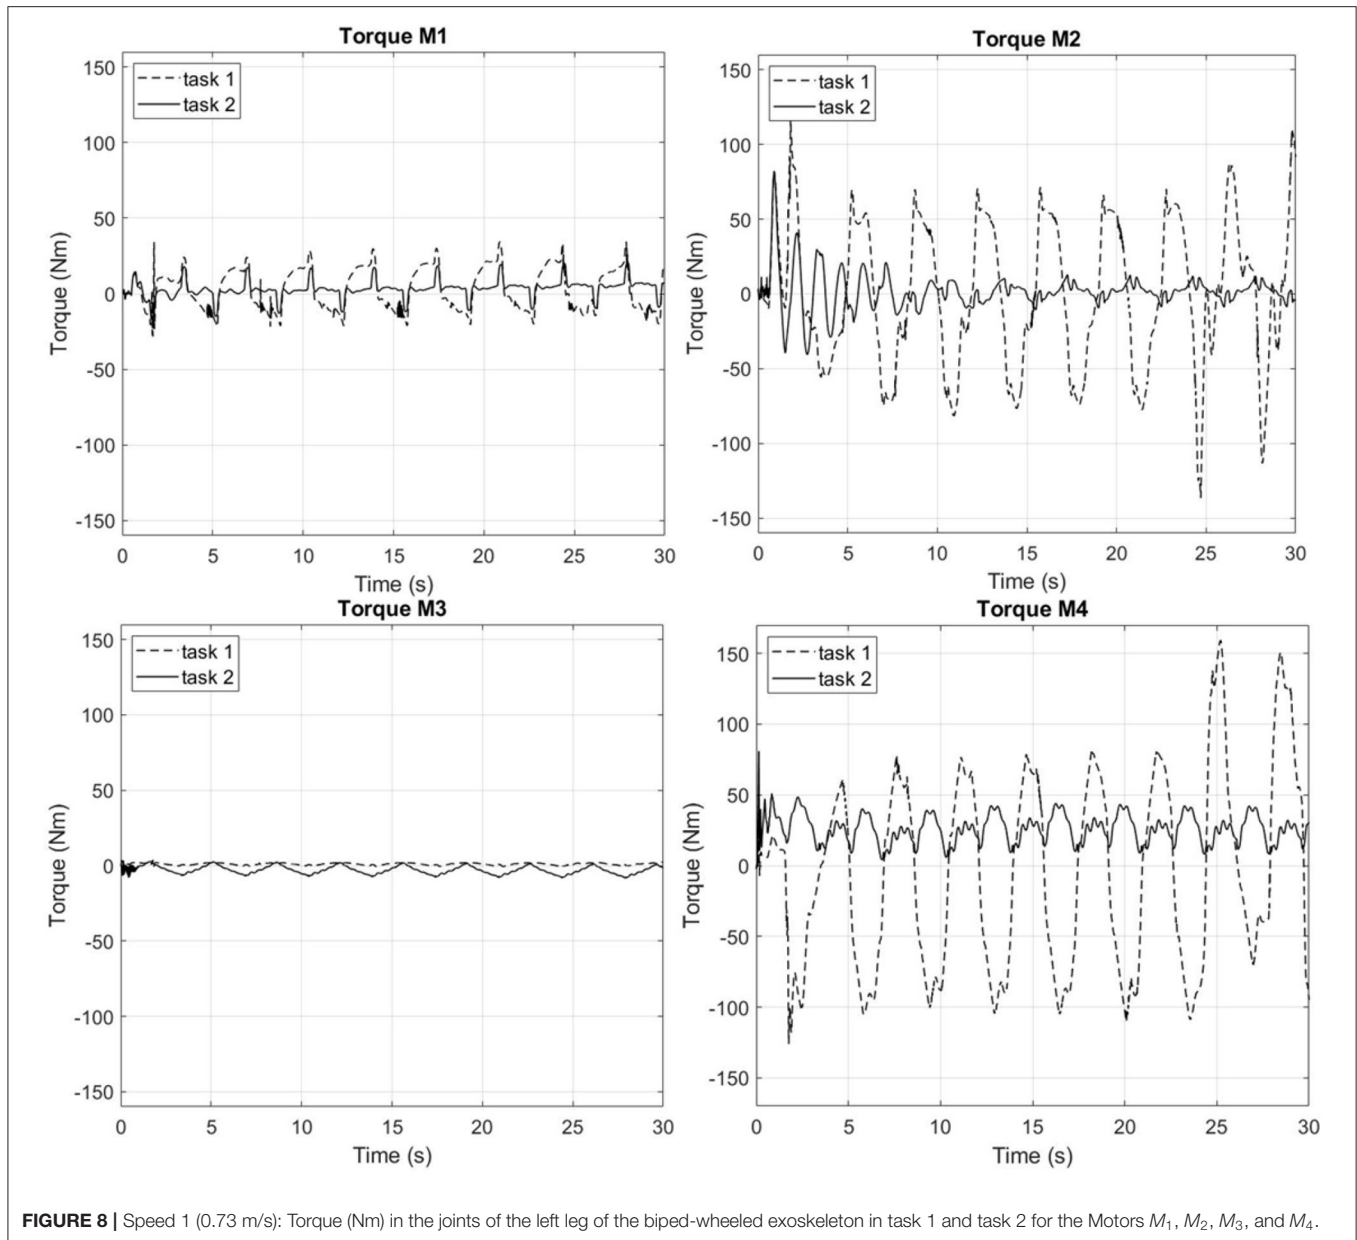 Torque M1
150
100
50
0
-50
-100
-150
Torque (Nm)
task 1
task 2
0 5 10 15 20 25 30
Time (s)
Torque M2
150
100
50
0
-50
-100
-150
Torque (Nm)
task 1
task 2
0 5 10 15 20 25 30
Time (s)
Torque M3
150
100
50
0
-50
-100
-150
Torque (Nm)
task 1
task 2
0 5 10 15 20 25 30
Time (s)
Torque M4
150
100
50
0
-50
-100
-150
Torque (Nm)
task 1
task 2
0 5 10 15 20 25 30
Time (s)
FIGURE 8 | Speed 1 (0.73 m/s): Torque (Nm) in the joints of the left leg of the biped-wheeled exoskeleton in task 1 and task 2 for the Motors M₁, M₂, M₃, and M₄.